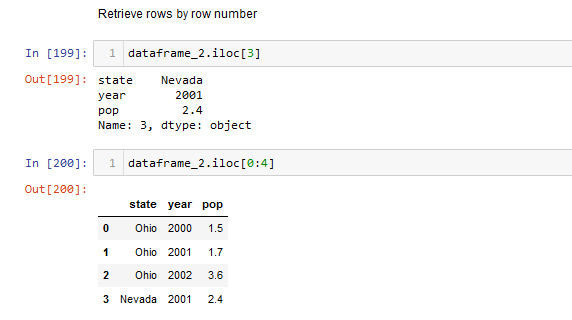 Retrieve rows by row number
In [199]: 1 dataframe_2.iloc[3]
Out[199]: state Nevada
year 2001
pop 2.4
Name: 3, dtype: object
In [200]: 1 dataframe_2.iloc[0:4]
Out[200]:
state year pop
0 Ohio 2000 1.5
1 Ohio 2001 1.7
2 Ohio 2002 3.6
3 Nevada 2001 2.4